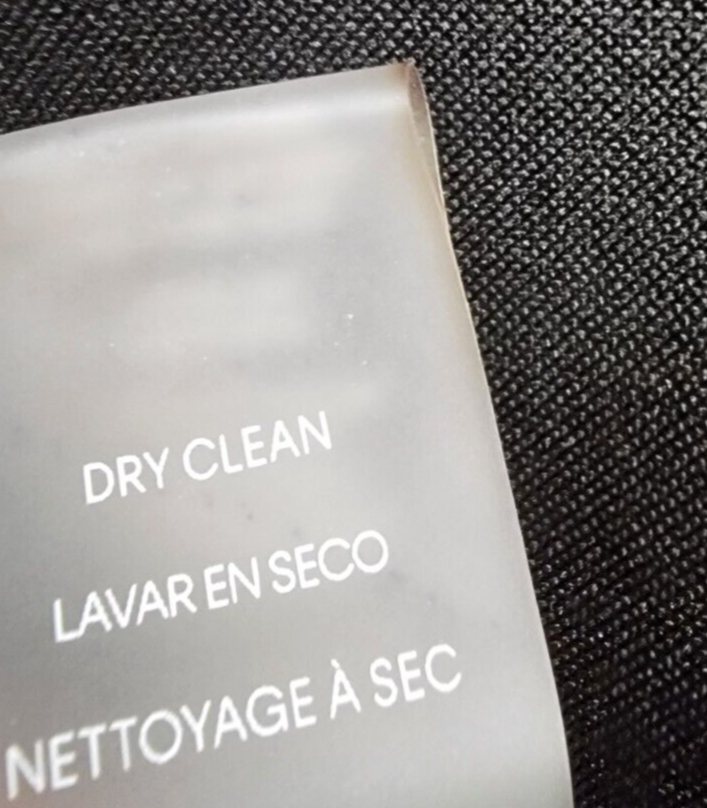 DRY CLEAN
LAVAR EN SECO
NETTOYAGE À SEC